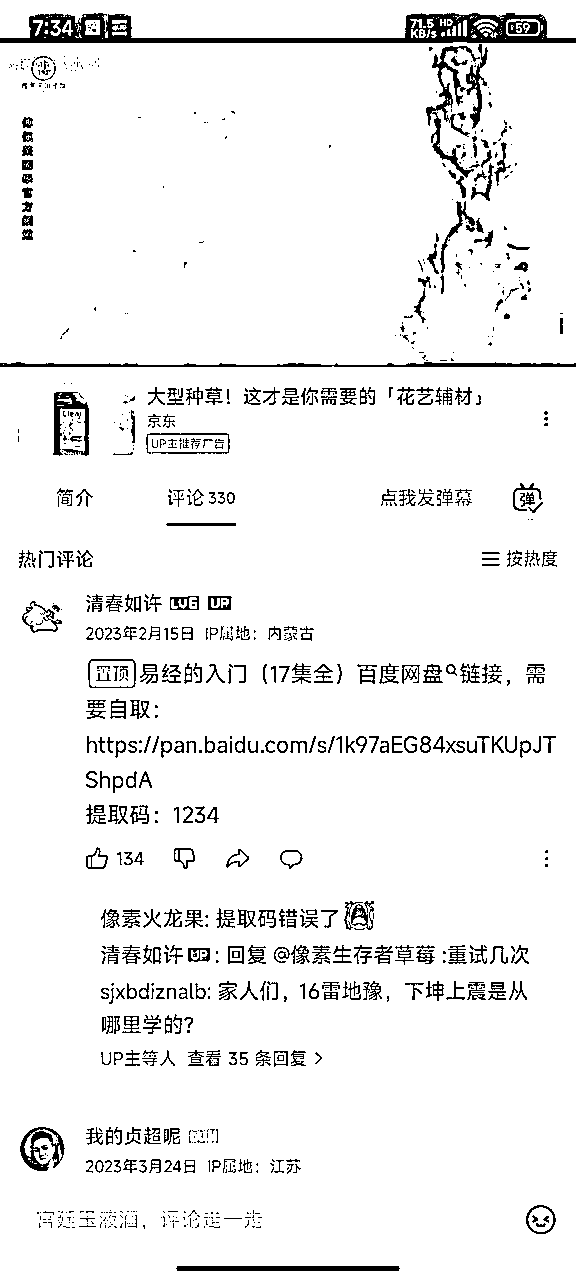 7:34
71.5 KB/s HD 59
大型种草！这才是你需要的「花艺辅材」
京东
UP主推荐广告
简介
评论 330
点我发弹幕
弹
热门评论
按热度
清春如许 LV6 UP
2023年2月15日 IP属地：内蒙古
置顶 易经的入门（17集全）百度网盘链接，需
要自取：
https://pan.baidu.com/s/1k97aEG84xsuTKUpJT
ShpdA
提取码：1234
134
像素火龙果: 提取码错误了
清春如许 UP : 回复 @像素生存者草莓 :重试几次
sjxbdiznalb: 家人们，16雷地豫，下坤上震是从
哪里学的？
UP主等人 查看 35 条回复
我的贞超呢
2023年3月24日 IP属地：江苏
宫廷玉液酒，评论走一走